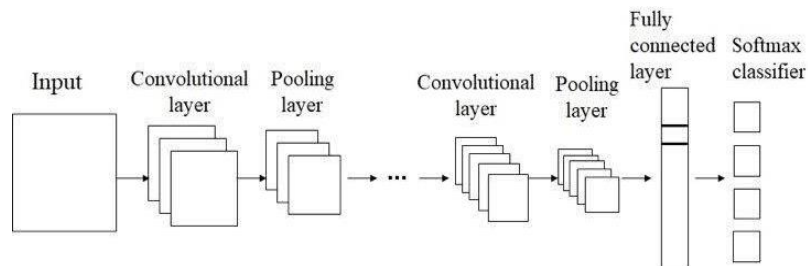 Input
Convolutional
layer
Pooling
layer
...
Convolutional
layer
Pooling
layer
Fully
connected
layer
Softmax
classifier